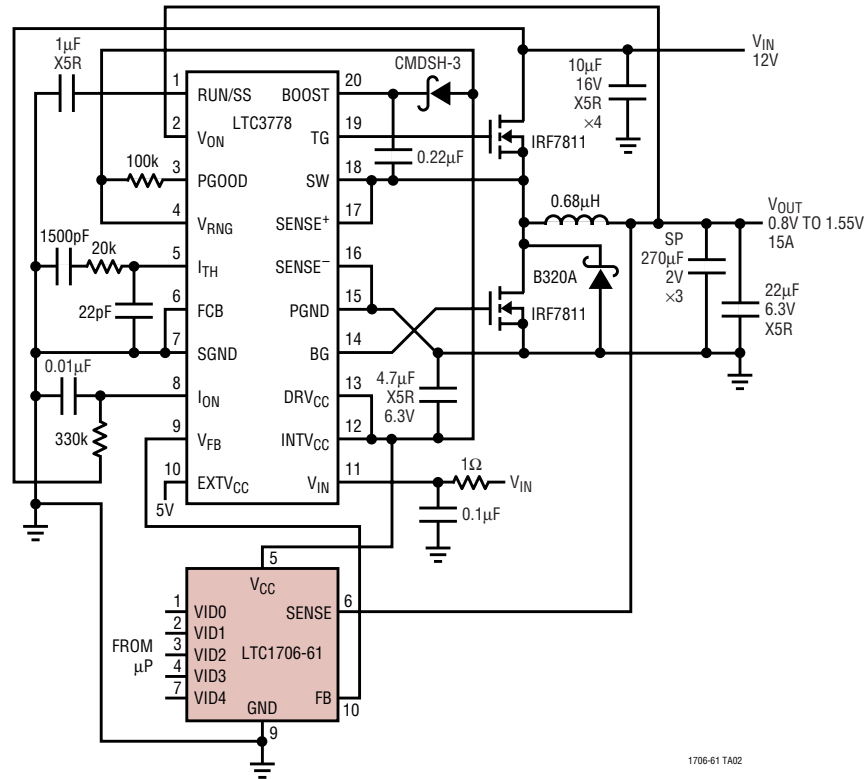 1µF
X5R
1
RUN/SS
2
VON
100k
3
PGOOD
4
VRNG
1500pF
20k
5
ITH
22pF
6
FCB
7
SGND
0.01µF
8
ION
330k
9
VFB
10
EXTVCC
5V
LTC3778
20
BOOST
19
TG
18
SW
17
SENSE+
16
SENSE–
15
PGND
14
BG
13
DRVCC
12
INTVCC
11
VIN
CMDSH-3
0.22µF
IRF7811
VIN
12V
10µF
16V
X5R
×4
0.68µH
VOUT
0.8V TO 1.55V
15A
B320A
IRF7811
SP
270µF
2V
×3
22µF
6.3V
X5R
4.7µF
X5R
6.3V
1Ω
VIN
0.1µF
5
VCC
FROM
µP
1
VID0
2
VID1
3
VID2
4
VID3
7
VID4
LTC1706-61
SENSE
6
FB
10
GND
9
1706-61 TA02